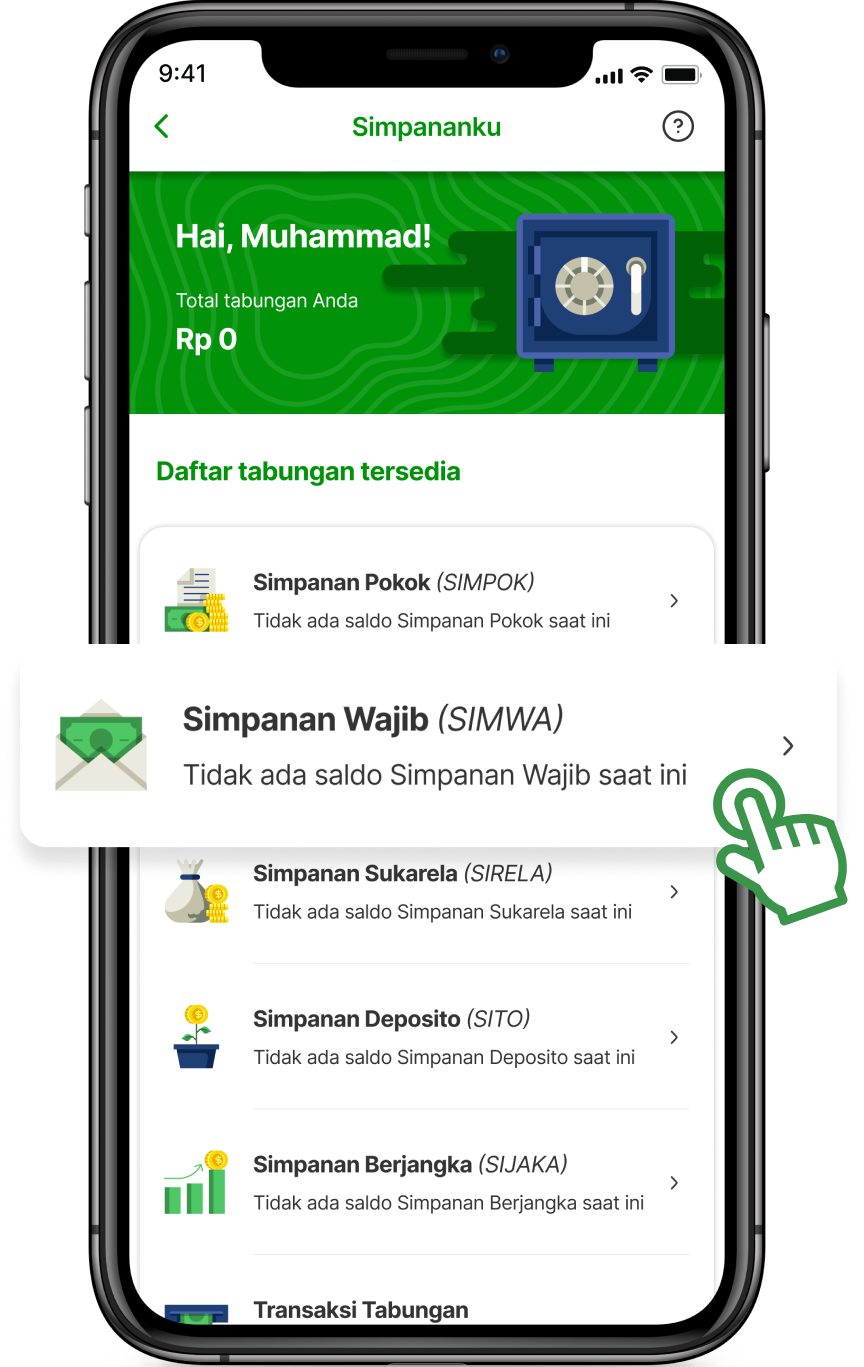 9:41
Simpananku
?
Hai, Muhammad!
Total tabungan Anda
Rp 0
Daftar tabungan tersedia
Simpanan Pokok (SIMPOK)
Tidak ada saldo Simpanan Pokok saat ini
Simpanan Wajib (SIMWA)
Tidak ada saldo Simpanan Wajib saat ini
Simpanan Sukarela (SIRELA)
Tidak ada saldo Simpanan Sukarela saat ini
Simpanan Deposito (SITO)
Tidak ada saldo Simpanan Deposito saat ini
Simpanan Berjangka (SIJAKA)
Tidak ada saldo Simpanan Berjangka saat ini
Transaksi Tabungan